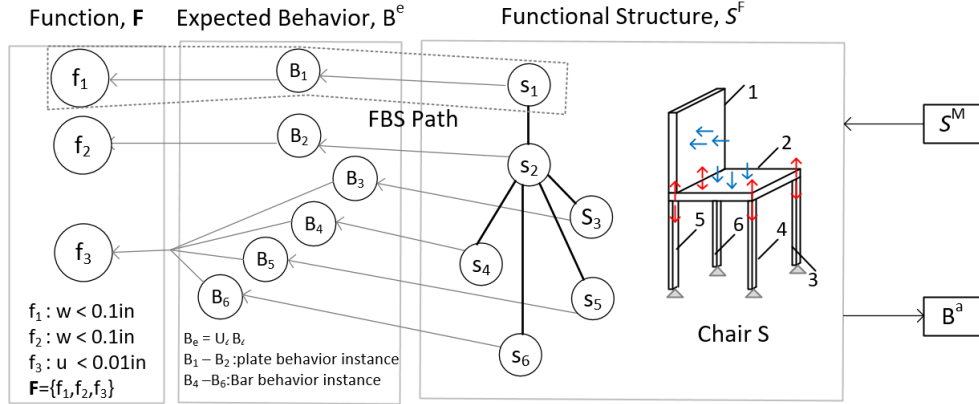 Function, F
Expected Behavior, Bᵉ
Functional Structure, Sᶠ
f₁
B₁
s₁
FBS Path
f₂
B₂
s₂
B₃
S₃
f₃
B₄
s₄
B₅
s₅
B₆
s₆
1
2
5
6
4
3
Chair S
Sᴹ
Bᵃ
f₁ : w < 0.1in
f₂ : w < 0.1in
f₃ : u < 0.01in
F={f₁,f₂,f₃}
Bₑ = U B
B₁ – B₂ :plate behavior instance
B₄ –B₆:Bar behavior instance